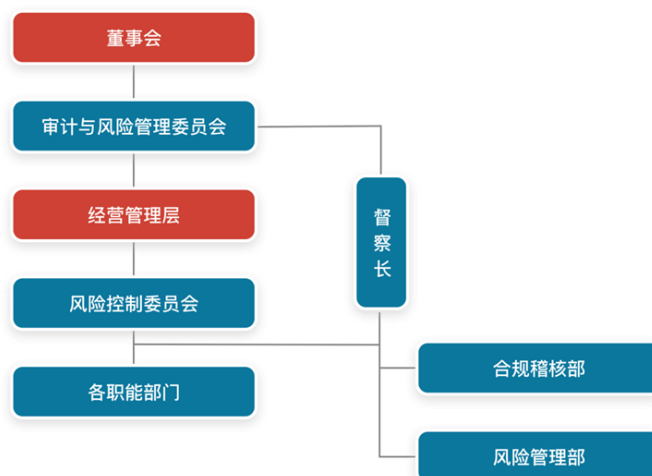 董事会
审计与风险管理委员会
经营管理层
督察长
风险控制委员会
合规稽核部
各职能部门
风险管理部